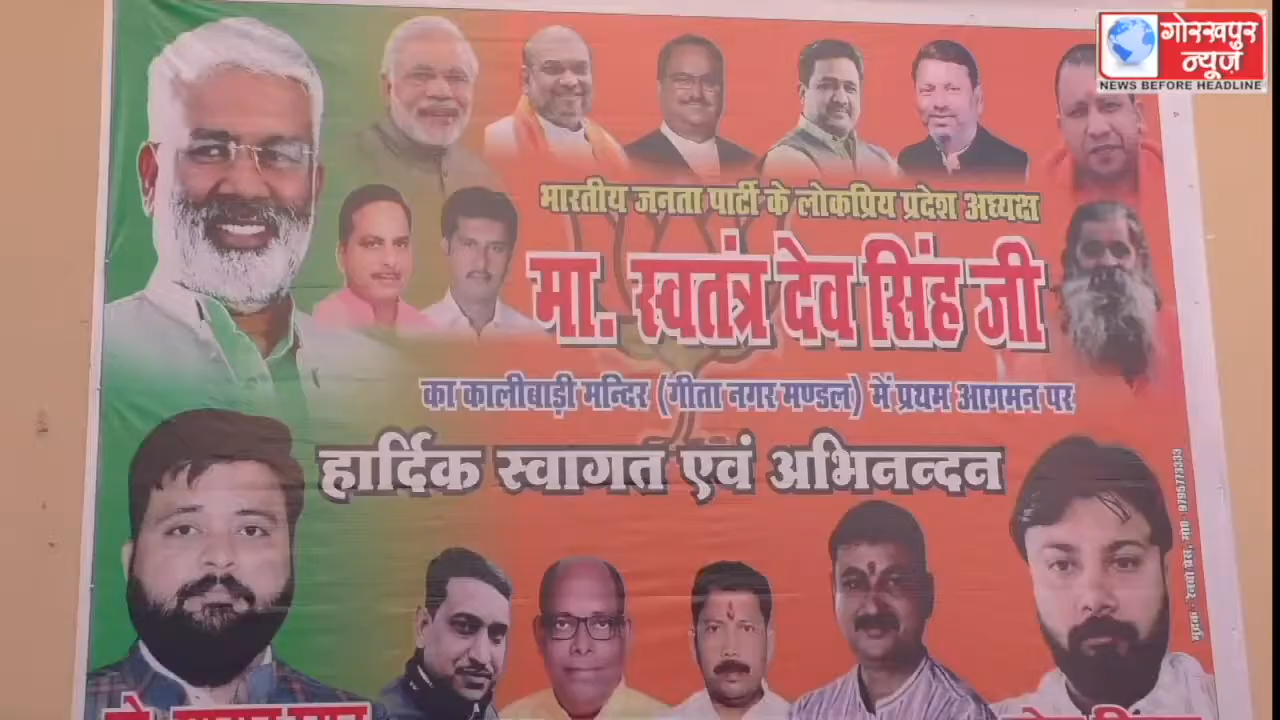 गोरखपुर
न्यूज़
NEWS BEFORE HEADLINE
भारतीय जनता पार्टी के लोकप्रिय प्रदेश अध्यक्ष
मा. स्वतंत्र देव सिंह जी
का कालीबाड़ी मन्दिर (गीता नगर मण्डल) में प्रथम आगमन पर
हार्दिक स्वागत एवं अभिनन्दन